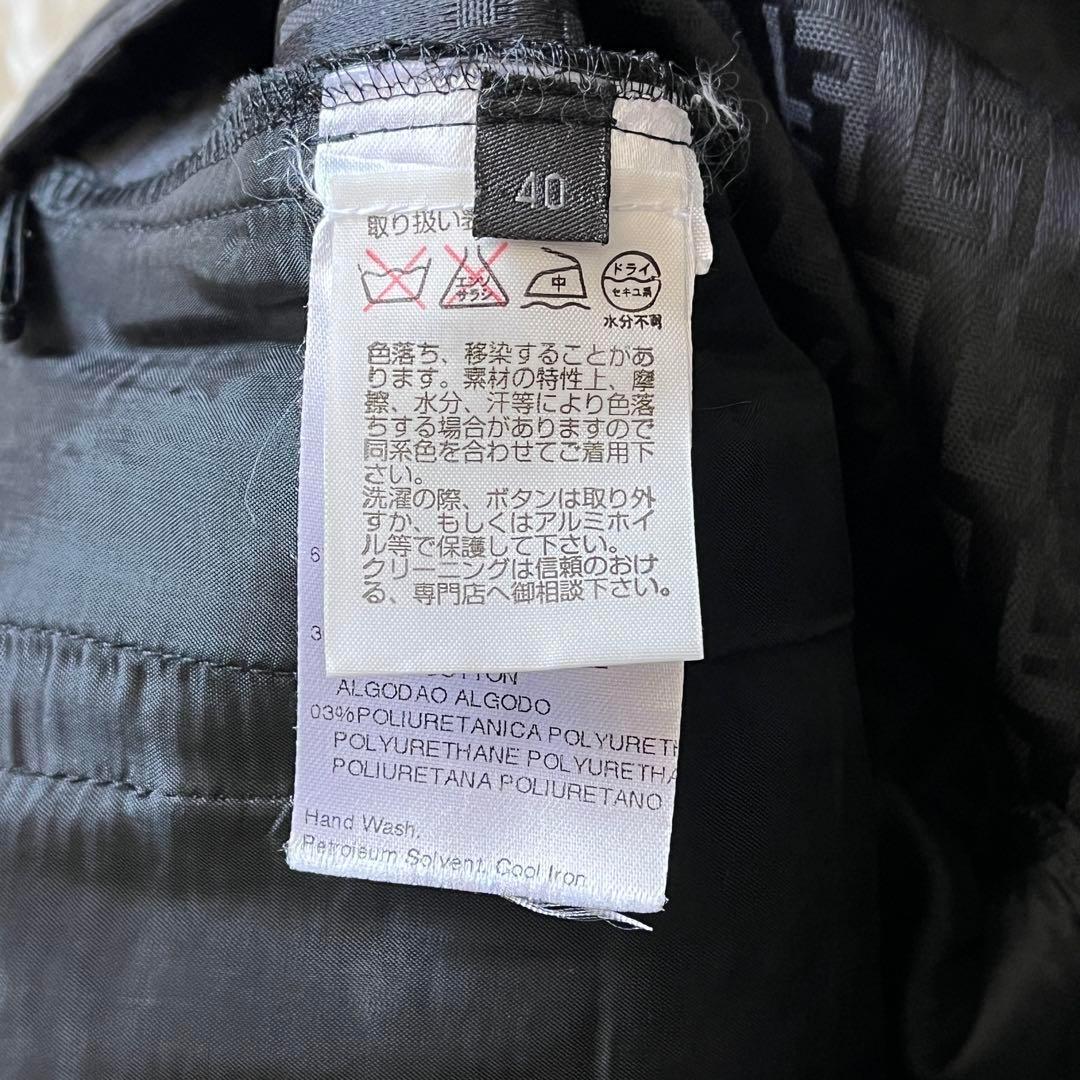 40
取り扱い
エンソ
サラシ
中
ドライ
セキユ系
水分不可
色落ち、移染することがあ
ります。素材の特性上、摩
擦、水分、汗等により色落
ちする場合がありますので
同系色を合わせてご着用下
さい。
洗濯の際、ボタンは取り外
すか、もしくはアルミホイ
ル等で保護して下さい。
クリーニングは信頼のおけ
る、専門店へ御相談下さい。
6
3
COTTON
ALGODAO ALGODO
03%POLIURETANICA POLYURETH
POLYURETHANE POLYURETHA
POLIURETANA POLIURETANO
Hand Wash.
Petroleum Solvent. Cool Iron